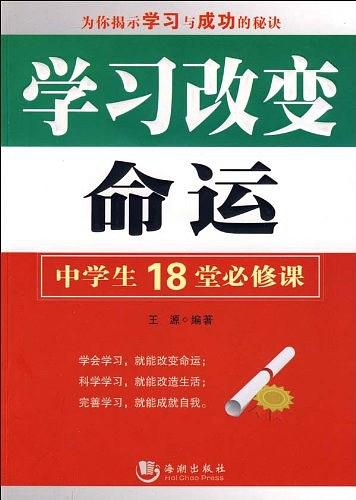 为你揭示学习与成功的秘诀
学习改变
命运
中学生18堂必修课
王 源◇编著
学会学习，就能改变命运；
科学学习，就能改造生活；
完善学习，就能成就自我。
海潮出版社
Hai Chao Press